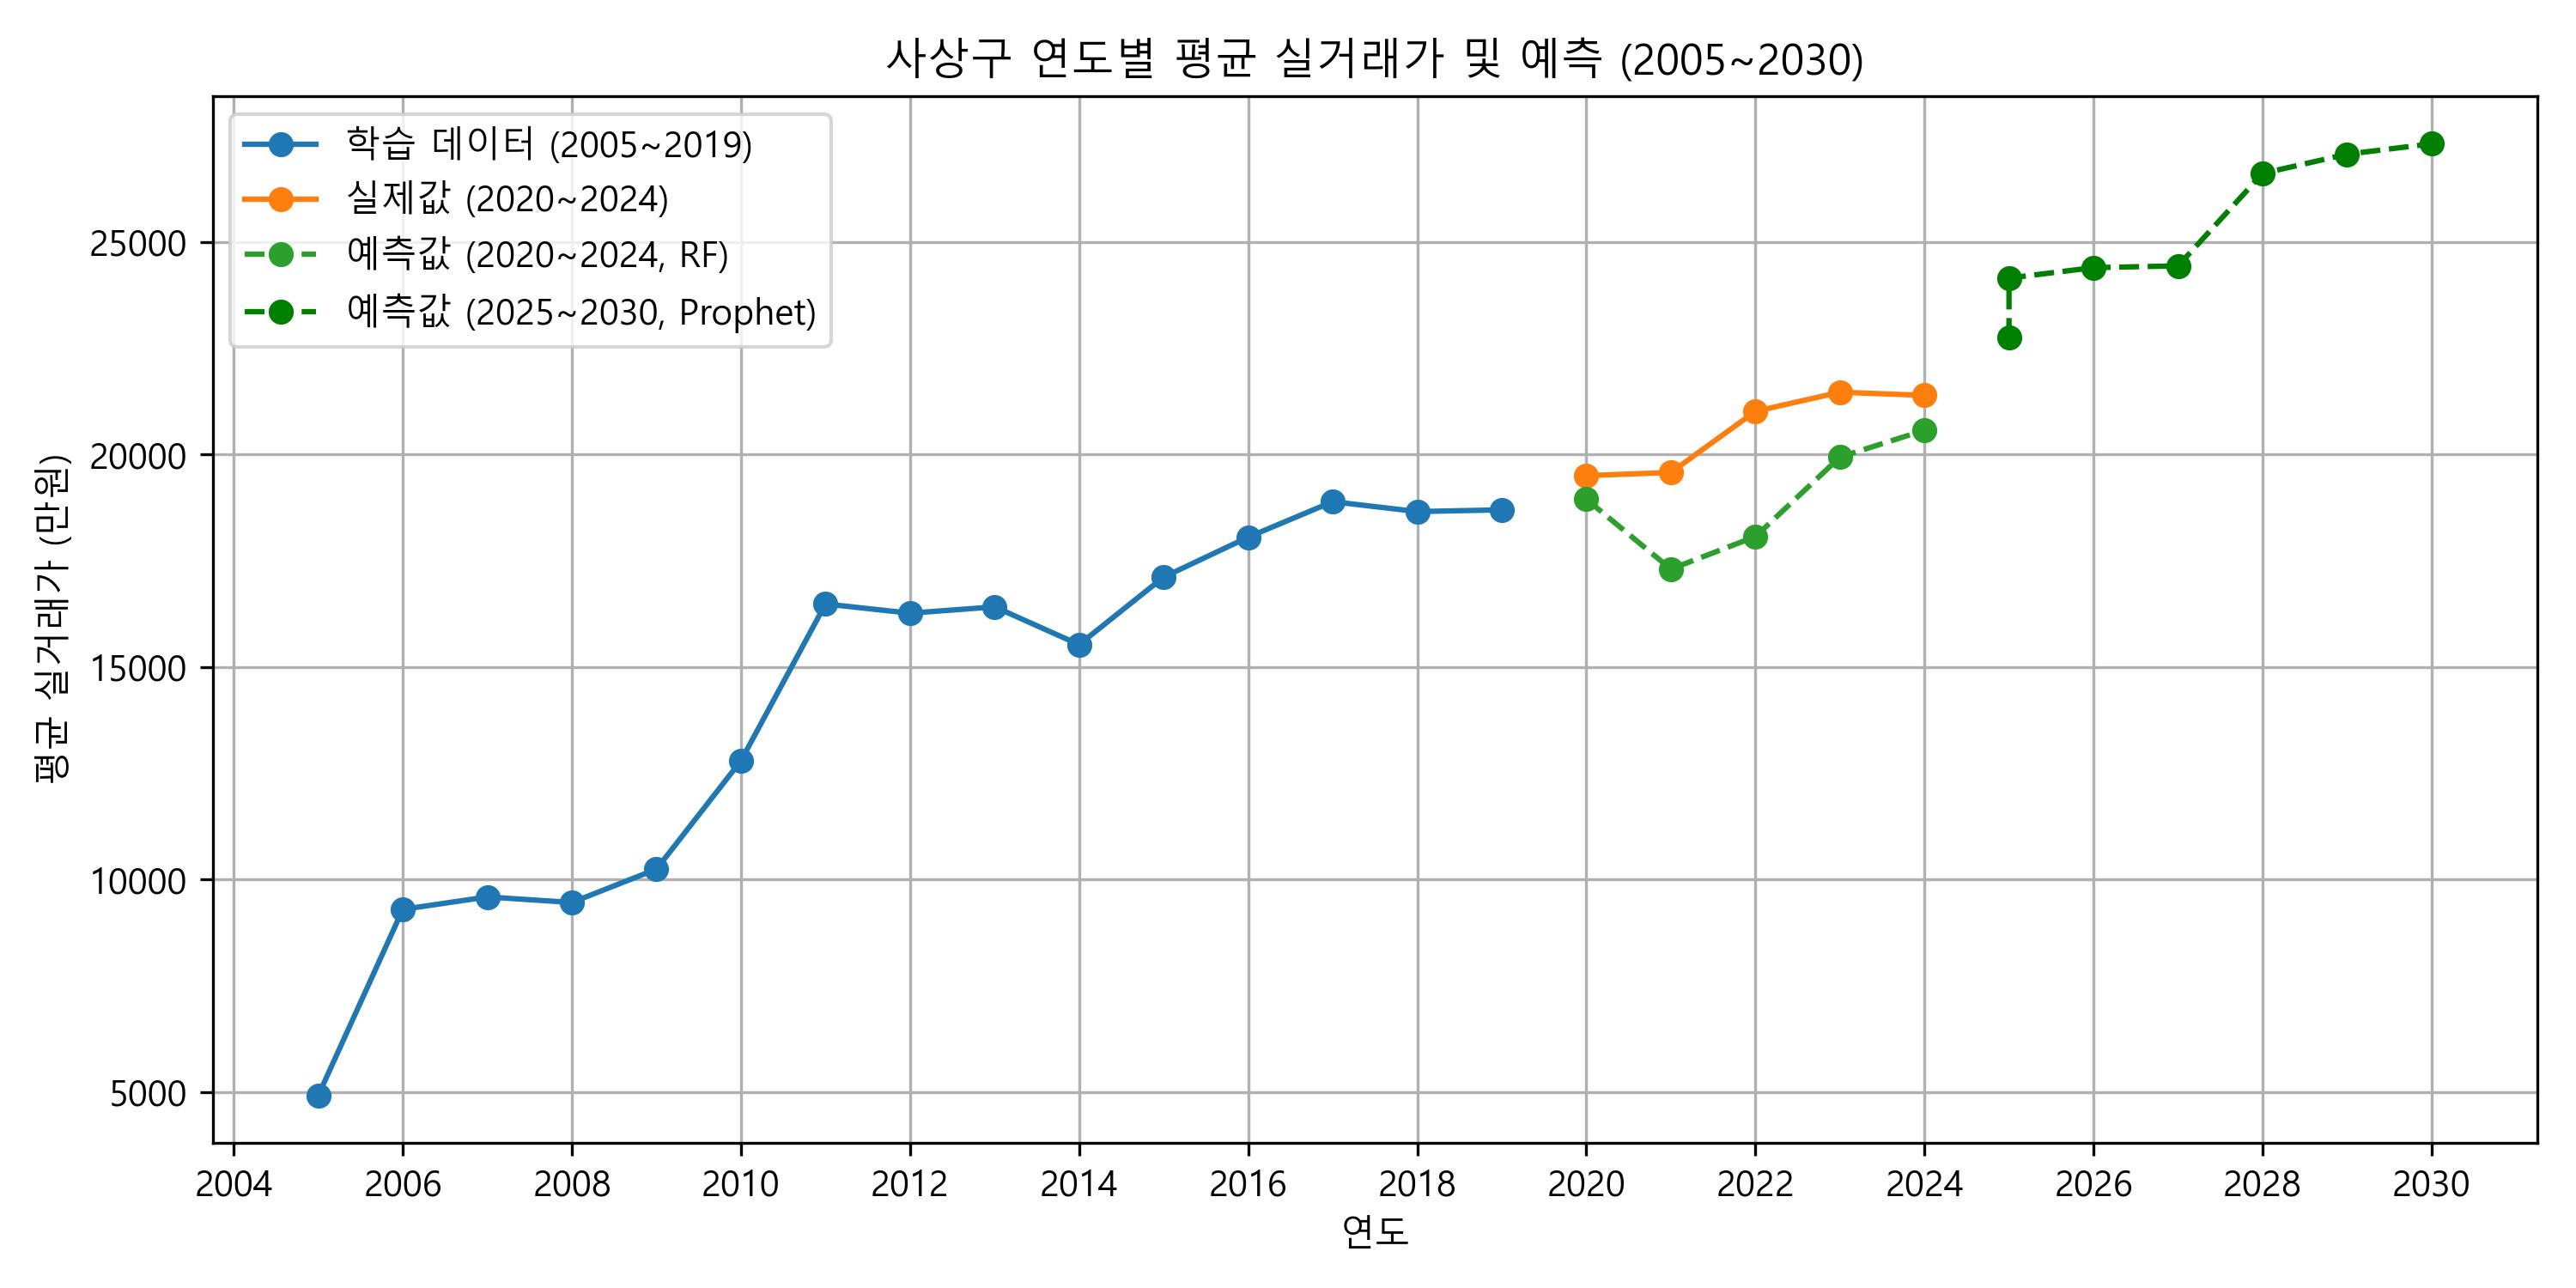 사상구 연도별 평균 실거래가 및 예측 (2005~2030)
학습 데이터 (2005~2019)
실제값 (2020~2024)
예측값 (2020~2024, RF)
예측값 (2025~2030, Prophet)
평균 실거래가 (만원)
25000
20000
15000
10000
5000
2004 2006 2008 2010 2012 2014 2016 2018 2020 2022 2024 2026 2028 2030
연도